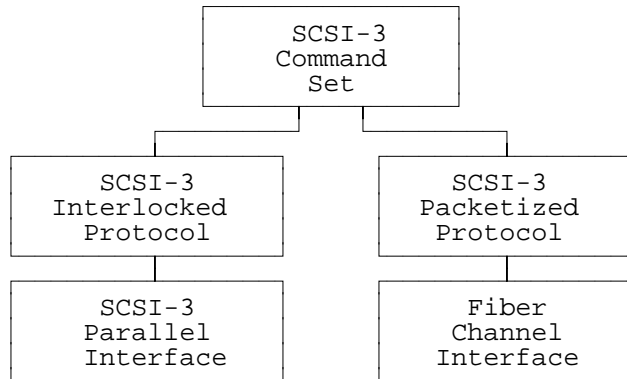 SCSI-3
Command
Set
SCSI-3
Interlocked
Protocol
SCSI-3
Packetized
Protocol
SCSI-3
Parallel
Interface
Fiber
Channel
Interface